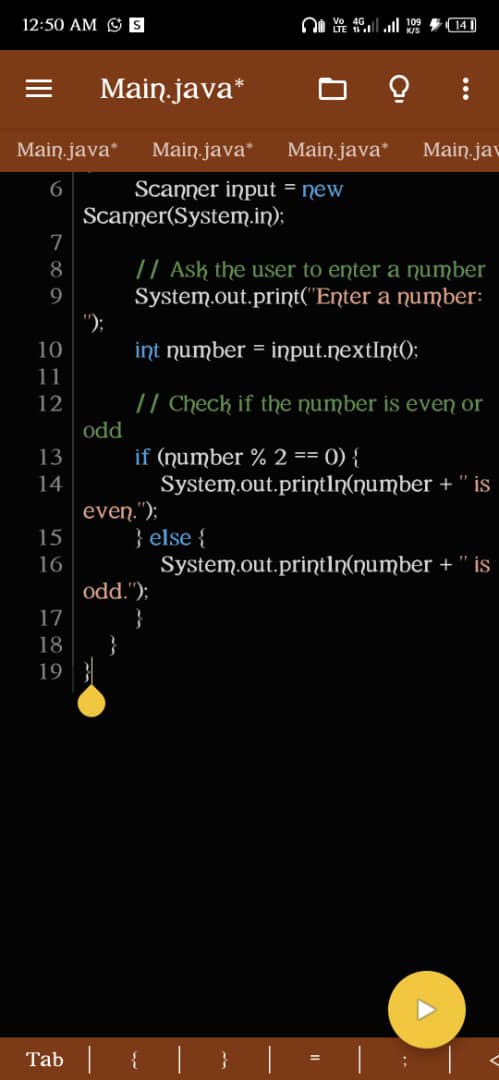 12:50 AM S Vo LTE 4G 109 K/S 14
Main.java*
Main.java* Main.java* Main.java* Main.jav
6 Scanner input = new
Scanner(System.in);
7
8 // Ask the user to enter a number
9 System.out.print("Enter a number:
");
10 int number = input.nextInt();
11
12 // Check if the number is even or
odd
13 if (number % 2 == 0) {
14 System.out.println(number + " is
even.");
15 } else {
16 System.out.println(number + " is
odd.");
17 }
18 }
19 }
Tab | { | } | = | ; | <